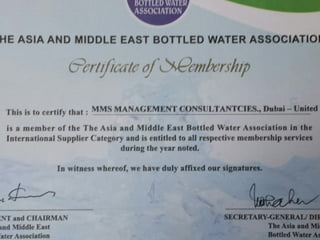 BOTTLED WATER
ASSOCIATION
THE ASIA AND MIDDLE EAST BOTTLED WATER ASSOCIATION
Certificate of Membership
This is to certify that : MMS MANAGEMENT CONSULTANTCIES., Dubai – United
is a member of the The Asia and Middle East Bottled Water Association in the
International Supplier Category and is entitled to all respective membership services
during the year noted.
In witness whereof, we have duly affixed our signatures.
ENT and CHAIRMAN
SECRETARY-GENERAL/ DI
nd Middle East
The Asia and Mi
ater Association
Bottled Water As